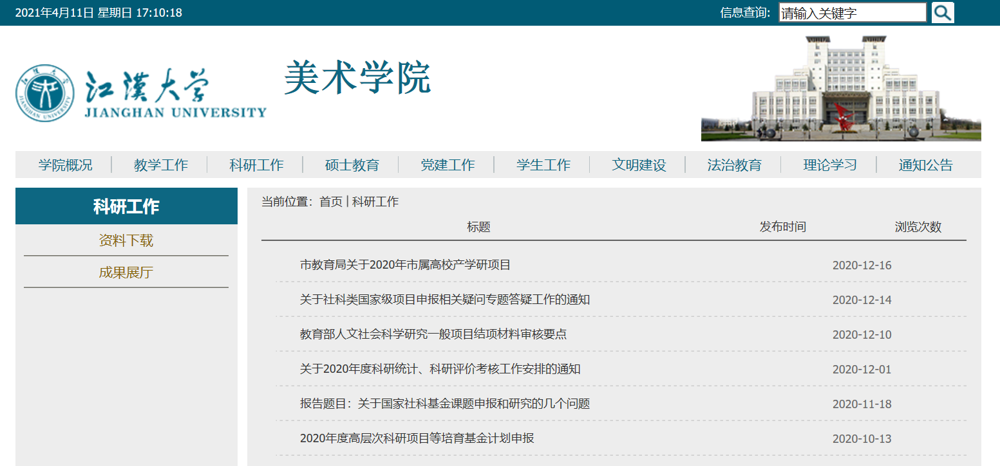 2021年4月11日 星期日 17:10:18 信息查询: 请输入关键字
江漢大学 美术学院
JIANGHAN UNIVERSITY
学院概况 教学工作 科研工作 硕士教育 党建工作 学生工作 文明建设 法治教育 理论学习 通知公告
科研工作
资料下载
成果展厅
当前位置：首页 | 科研工作
标题 发布时间 浏览次数
市教育局关于2020年市属高校产学研项目 2020-12-16
关于社科类国家级项目申报相关疑问专题答疑工作的通知 2020-12-14
教育部人文社会科学研究一般项目结项材料审核要点 2020-12-10
关于2020年度科研统计、科研评价考核工作安排的通知 2020-12-01
报告题目：关于国家社科基金课题申报和研究的几个问题 2020-11-18
2020年度高层次科研项目等培育基金计划申报 2020-10-13